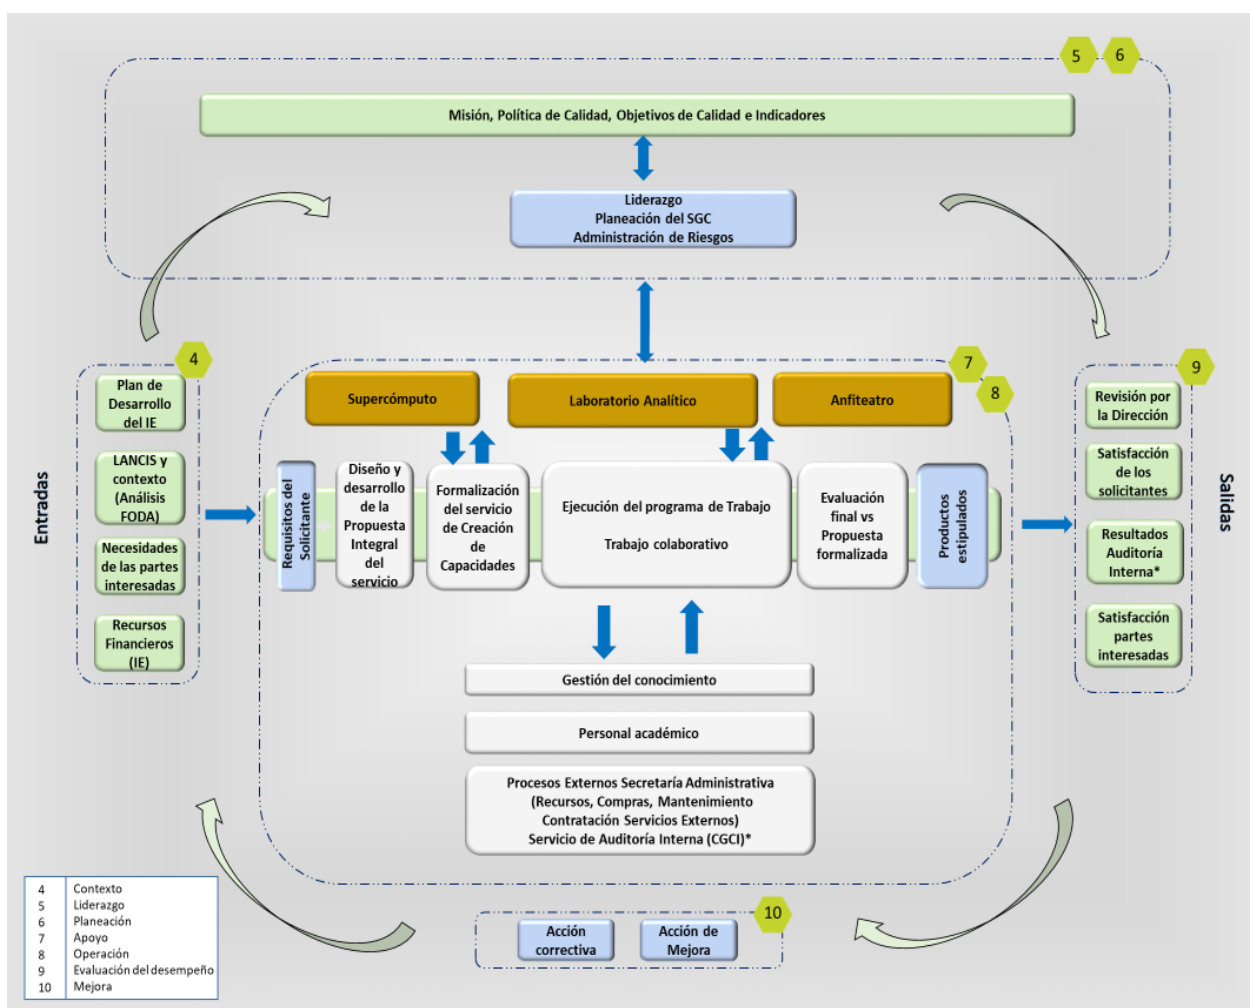 5
6
Misión, Política de Calidad, Objetivos de Calidad e Indicadores
Liderazgo
Planeación del SGC
Administración de Riesgos
Entradas
4
Plan de
Desarrollo
del IE
LANCIS y
contexto
(Análisis
FODA)
Necesidades
de las partes
interesadas
Recursos
Financieros
(IE)
7
8
Supercómputo
Laboratorio Analítico
Anfiteatro
Requisitos del
Solicitante
Diseño y
desarrollo
de la
Propuesta
Integral
del
servicio
Formalización
del servicio
de Creación
de
Capacidades
Ejecución del programa de Trabajo
Trabajo colaborativo
Evaluación
final vs
Propuesta
formalizada
Productos
estipulados
Gestión del conocimiento
Personal académico
Procesos Externos Secretaría Administrativa
(Recursos, Compras, Mantenimiento
Contratación Servicios Externos)
Servicio de Auditoría Interna (CGCI)*
9
Revisión por
la Dirección
Satisfacción
de los
solicitantes
Resultados
Auditoría
Interna*
Satisfacción
partes
interesadas
Salidas
10
Acción
correctiva
Acción de
Mejora
4 Contexto
5 Liderazgo
6 Planeación
7 Apoyo
8 Operación
9 Evaluación del desempeño
10 Mejora